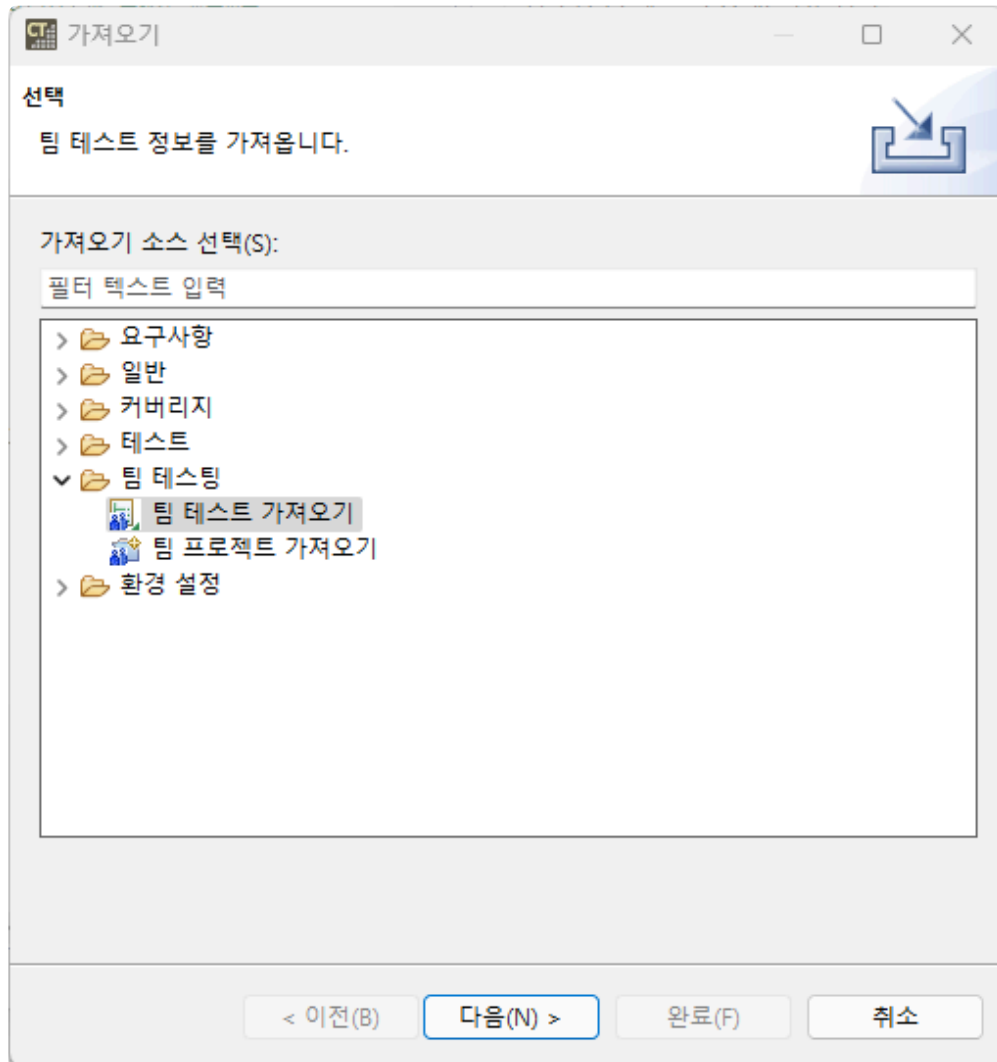 CT 가져오기
선택
팀 테스트 정보를 가져옵니다.
가져오기 소스 선택(S):
필터 텍스트 입력
요구사항
일반
커버리지
테스트
팀 테스팅
팀 테스트 가져오기
팀 프로젝트 가져오기
환경 설정
< 이전(B) 다음(N) > 완료(F) 취소